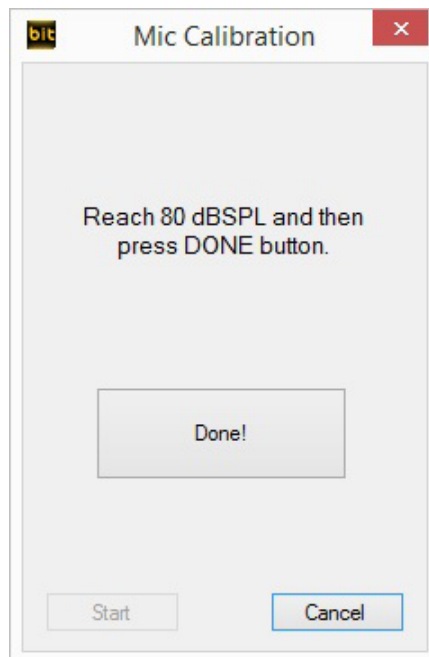 bit
Mic Calibration
Reach 80 dBSPL and then
press DONE button.
Done!
Start
Cancel